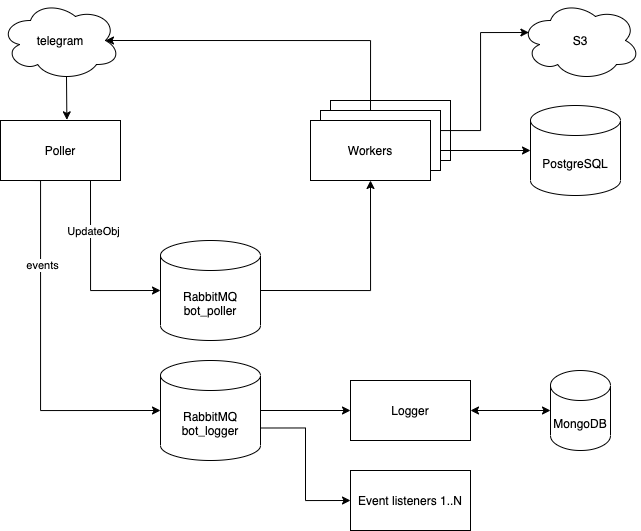 telegram
S3
Poller
Workers
PostgreSQL
UpdateObj
events
RabbitMQ
bot_poller
RabbitMQ
bot_logger
Logger
MongoDB
Event listeners 1..N